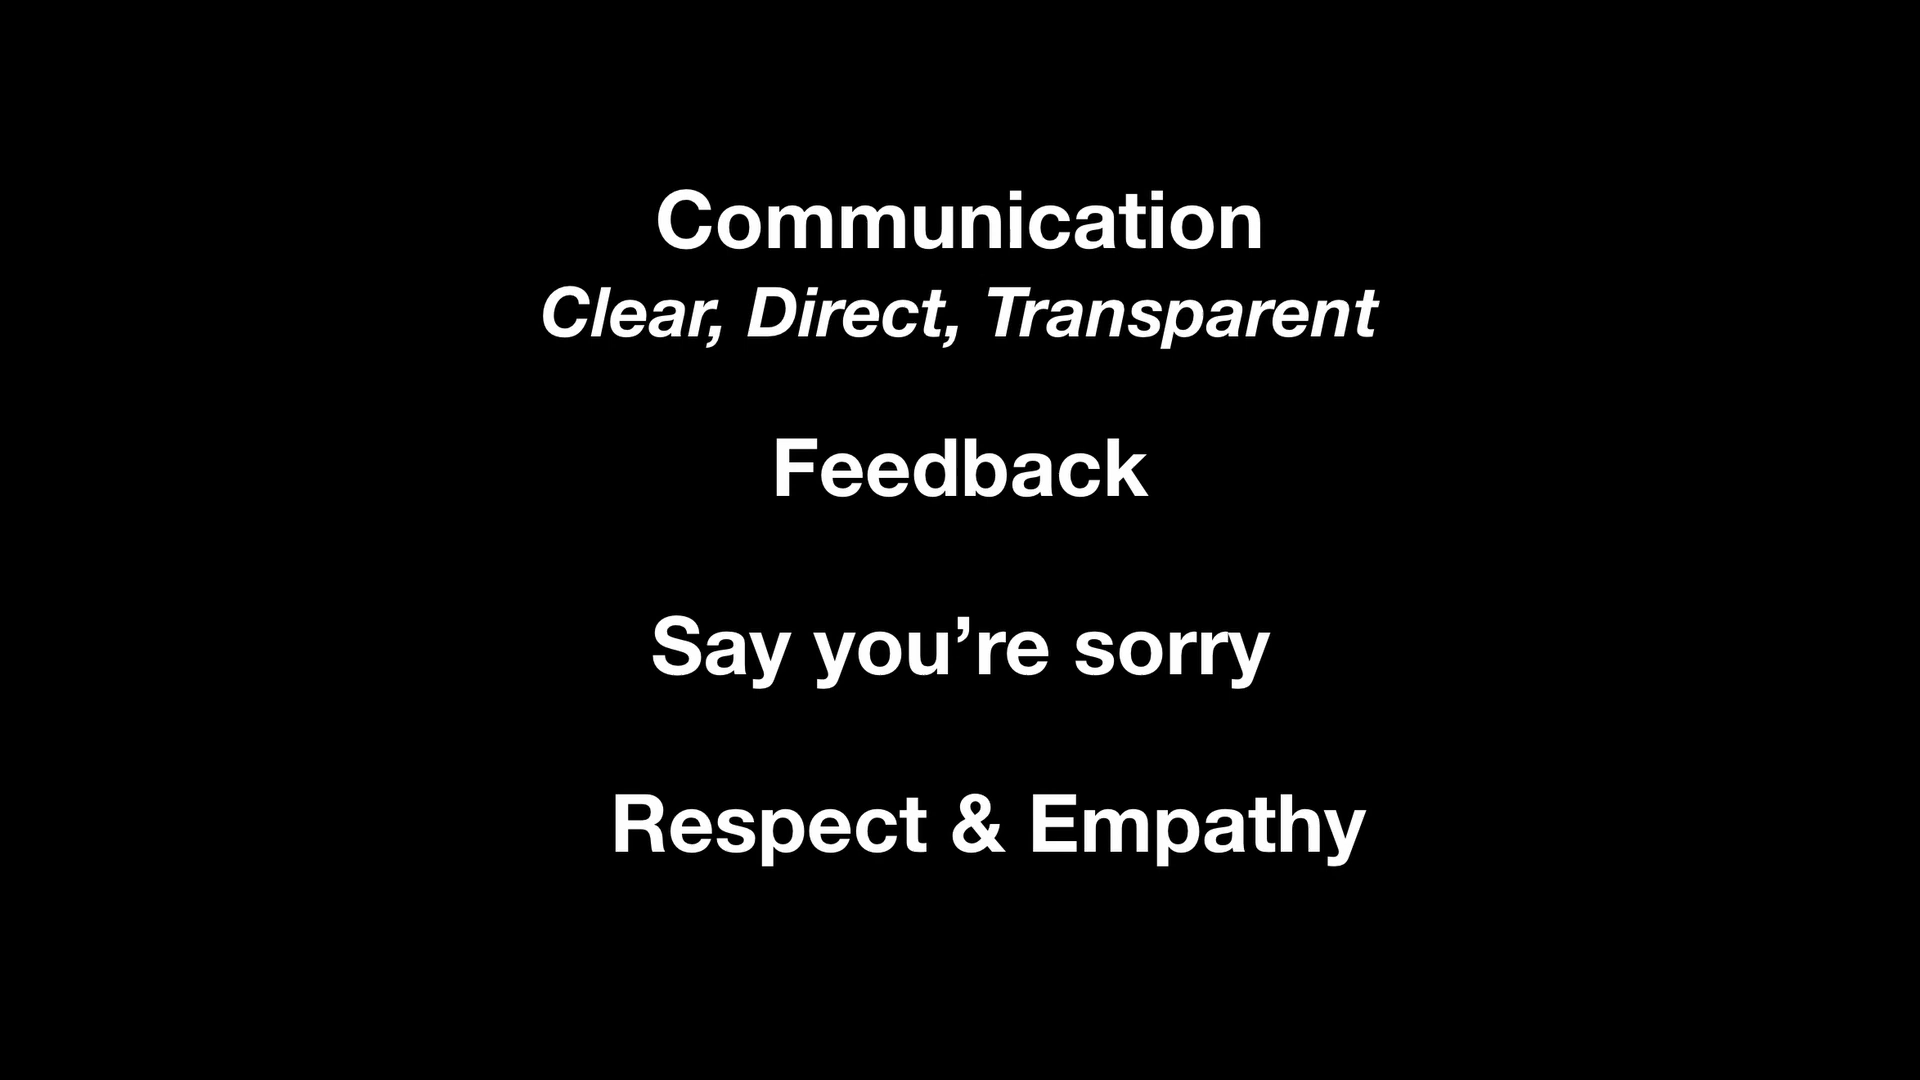 Communication
Clear, Direct, Transparent
Feedback
Say you’re sorry
Respect & Empathy